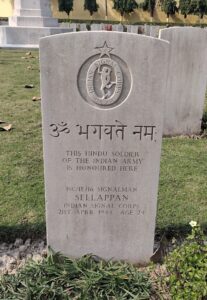 ॐ भगवते नमः
THIS HINDU SOLDIER
OF THE INDIAN ARMY
IS HONOURED HERE
SIGNALMAN
SELLAPPAN
INDIAN SIGNAL CORPS
21ST APRIL 1944 AGE 24